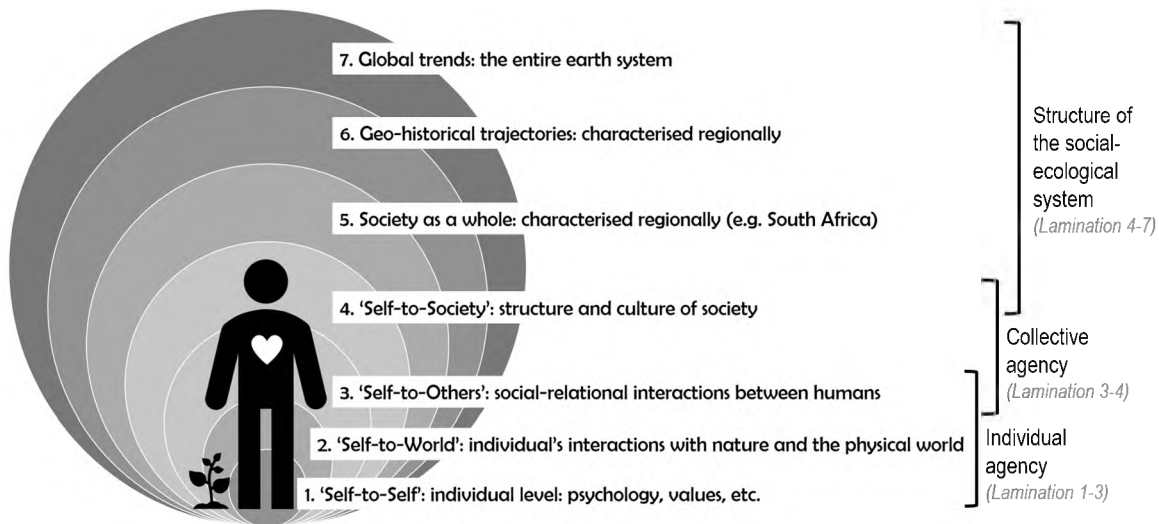 7. Global trends: the entire earth system
6. Geo-historical trajectories: characterised regionally
5. Society as a whole: characterised regionally (e.g. South Africa)
4. ‘Self-to-Society’: structure and culture of society
3. ‘Self-to-Others’: social-relational interactions between humans
2. ‘Self-to-World’: individual’s interactions with nature and the physical world
1. ‘Self-to-Self’: individual level: psychology, values, etc.
Structure of
the social-
ecological
system
(Lamination 4-7)
Collective
agency
(Lamination 3-4)
Individual
agency
(Lamination 1-3)